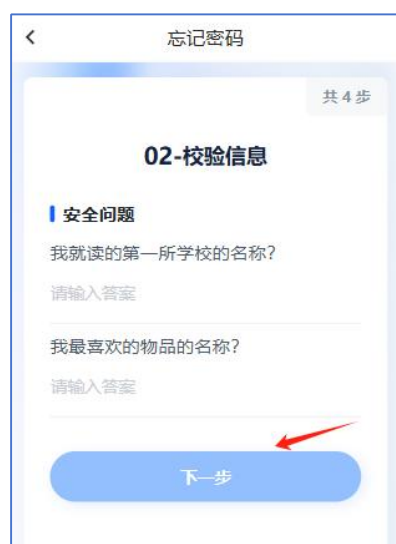 忘记密码
共 4 步
02-校验信息
安全问题
我就读的第一所学校的名称?
请输入答案
我最喜欢的物品的名称?
请输入答案
下一步